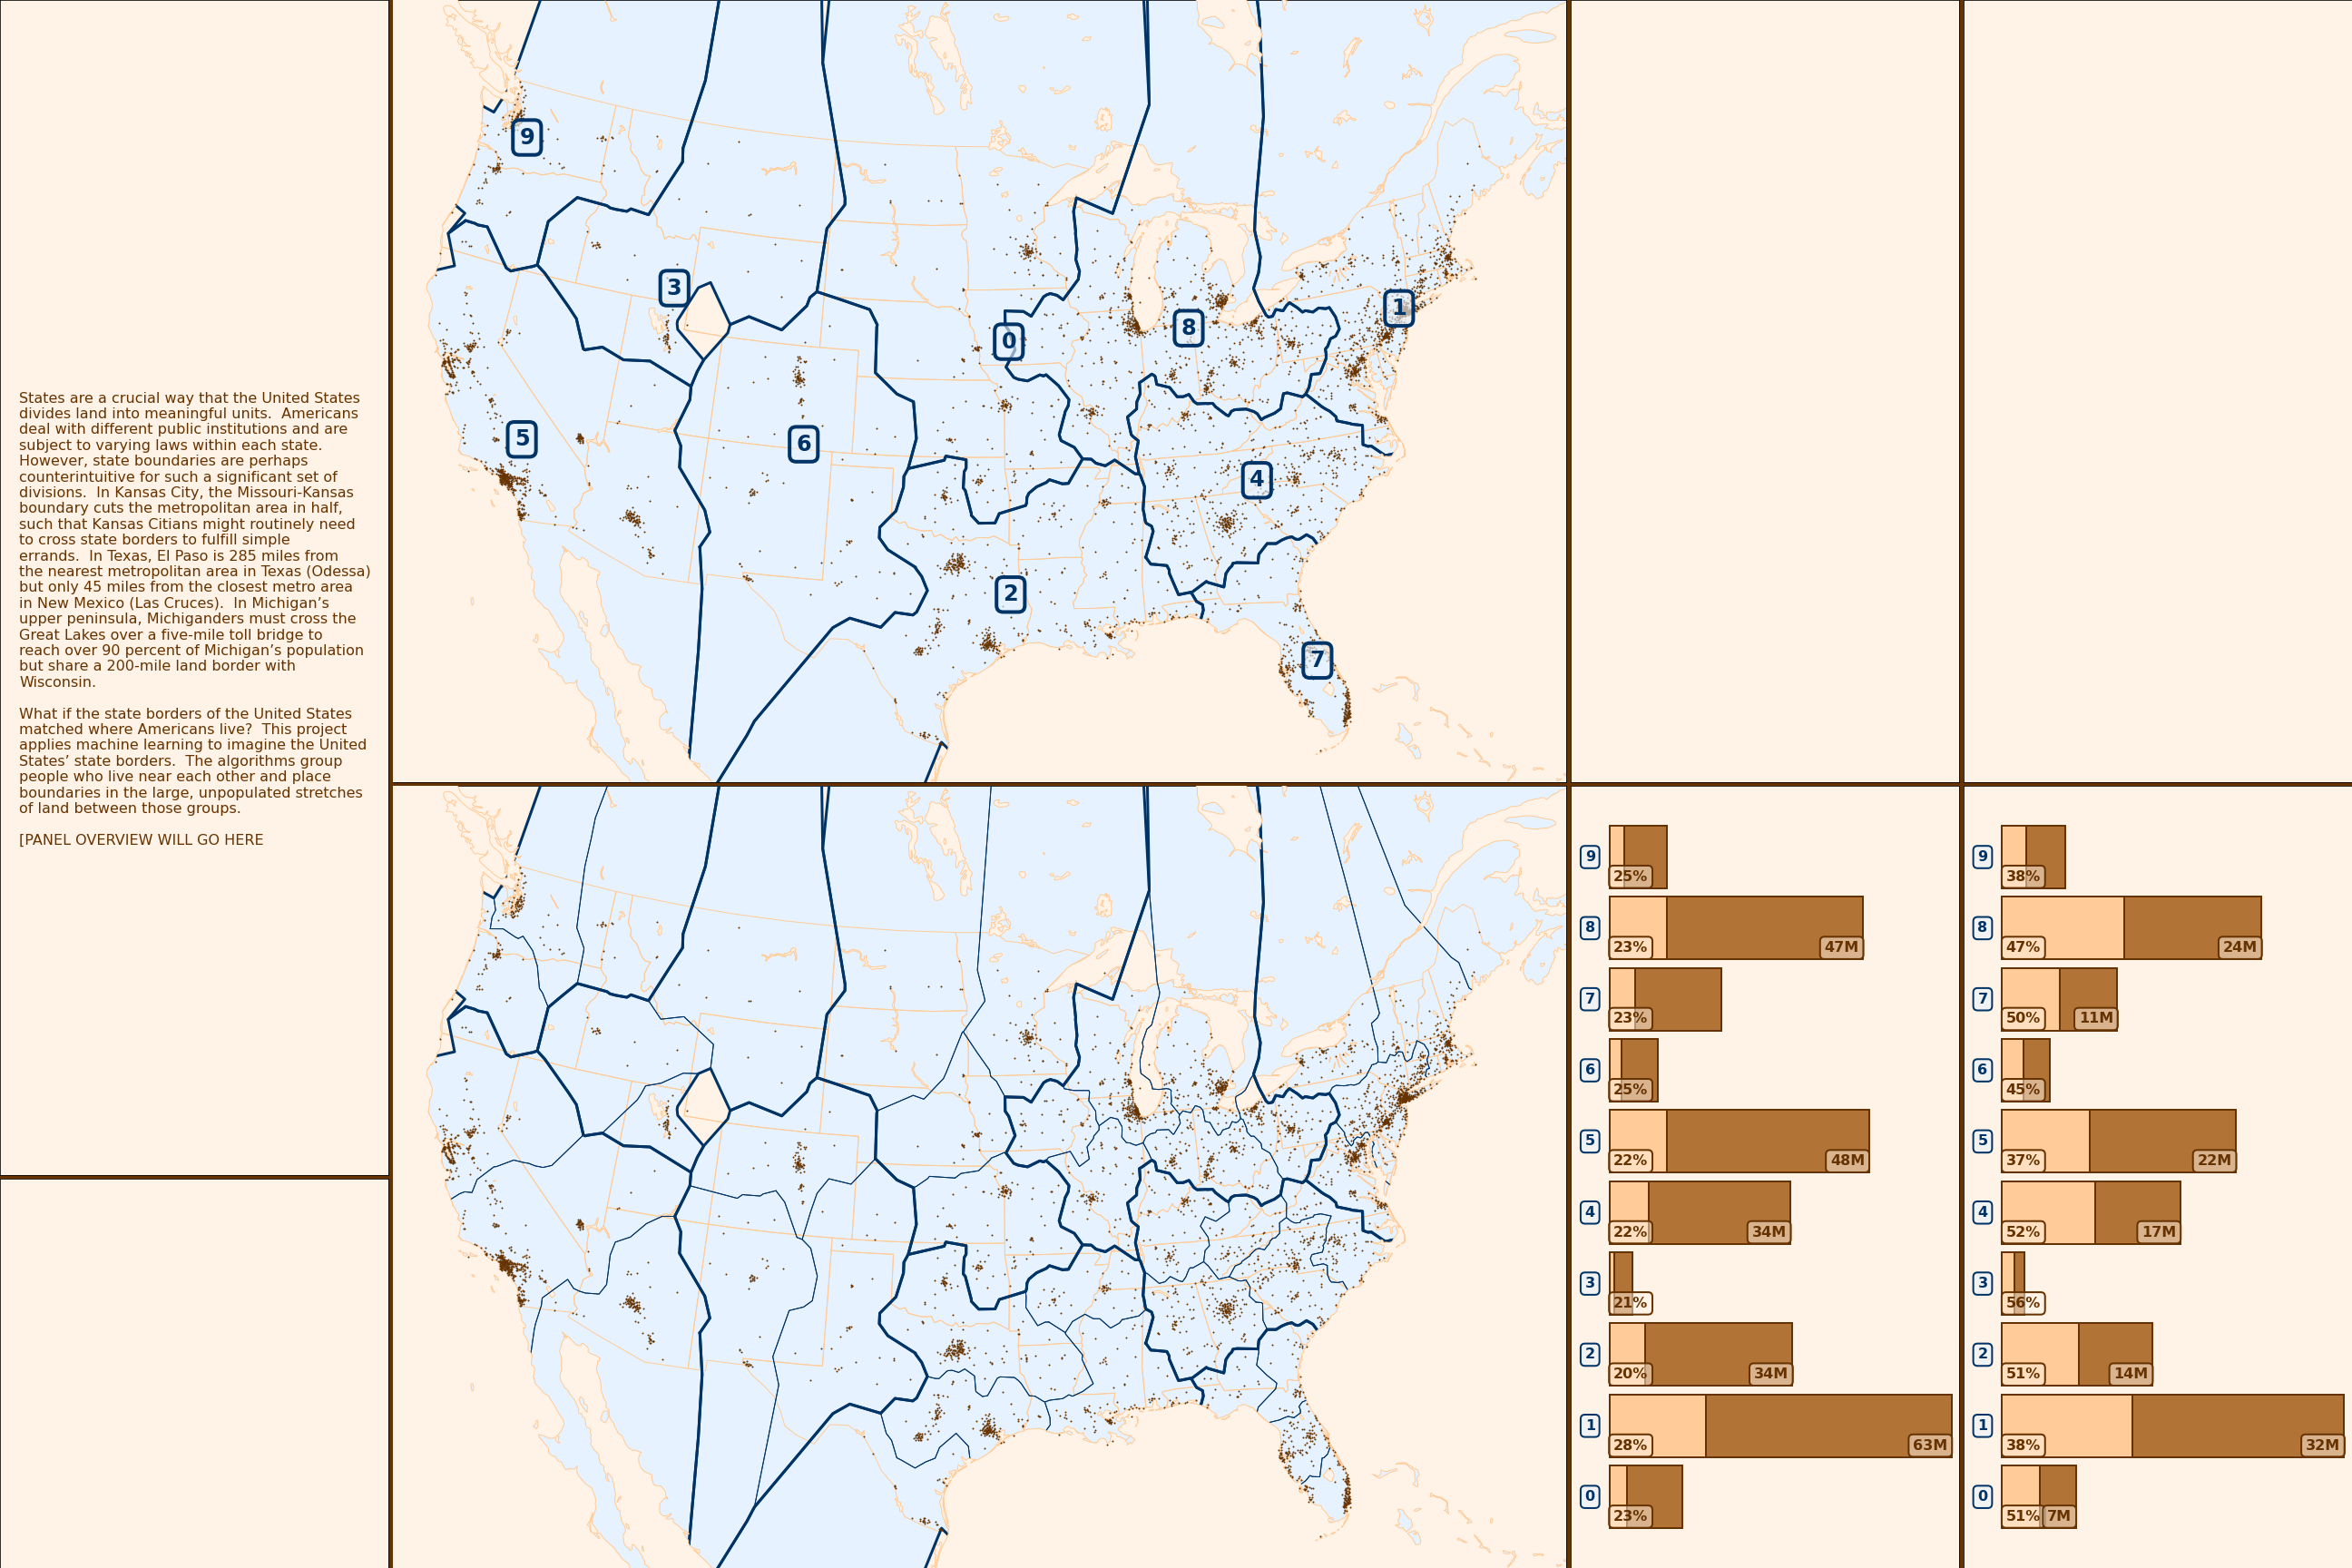 States are a crucial way that the United States
divides land into meaningful units.  Americans
deal with different public institutions and are
subject to varying laws within each state.
However, state boundaries are perhaps
counterintuitive for such a significant set of
divisions.  In Kansas City, the Missouri-Kansas
boundary cuts the metropolitan area in half,
such that Kansas Citians might routinely need
to cross state borders to fulfill simple
errands.  In Texas, El Paso is 285 miles from
the nearest metropolitan area in Texas (Odessa)
but only 45 miles from the closest metro area
in New Mexico (Las Cruces).  In Michigan’s
upper peninsula, Michiganders must cross the
Great Lakes over a five-mile toll bridge to
reach over 90 percent of Michigan’s population
but share a 200-mile land border with
Wisconsin.
What if the state borders of the United States
matched where Americans live?  This project
applies machine learning to imagine the United
States’ state borders.  The algorithms group
people who live near each other and place
boundaries in the large, unpopulated stretches
of land between those groups.
[PANEL OVERVIEW WILL GO HERE
9
3
1
8
0
5
6
4
2
7
9
25%
8
23% 47M
7
23%
6
25%
5
22% 48M
4
22% 34M
3
21%
2
20% 34M
1
28% 63M
0
23%
9
38%
8
47% 24M
7
50% 11M
6
45%
5
37% 22M
4
52% 17M
3
56%
2
51% 14M
1
38% 32M
0
51% 7M